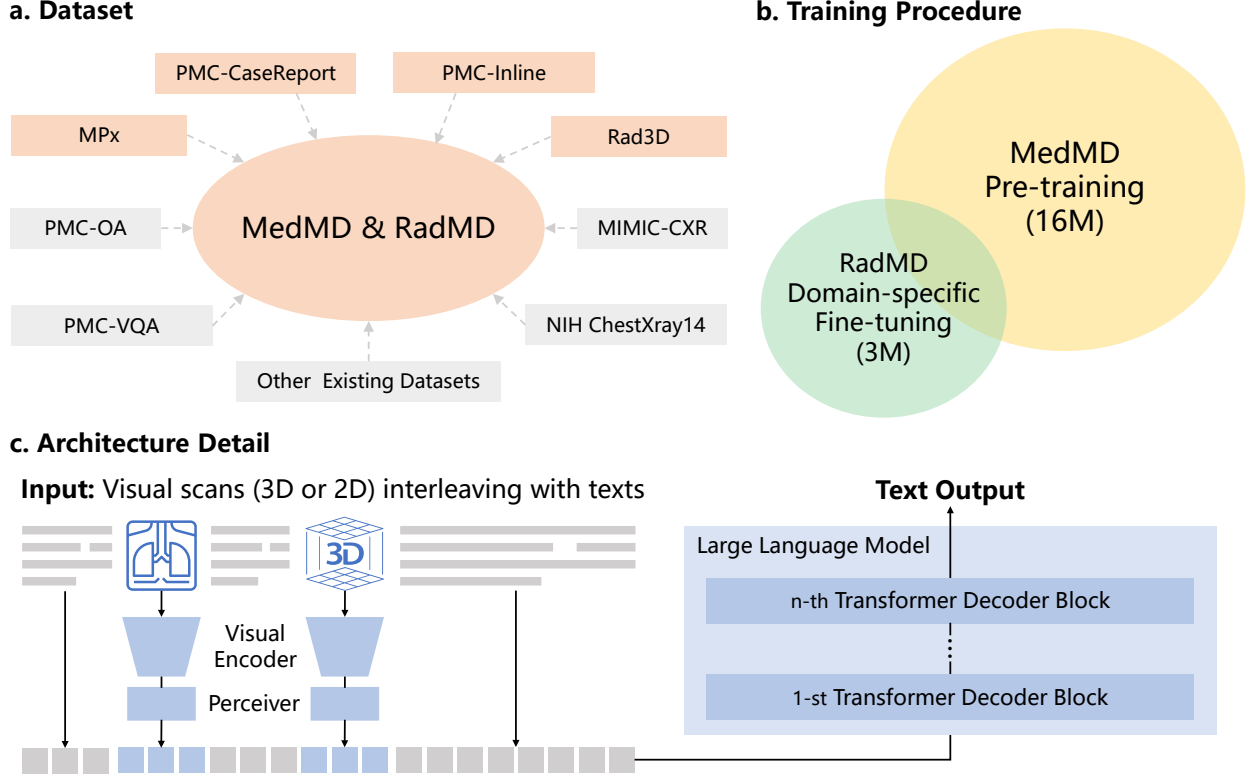 a. Dataset
PMC-CaseReport
PMC-Inline
MPx
Rad3D
MedMD & RadMD
PMC-OA
MIMIC-CXR
PMC-VQA
NIH ChestXray14
Other Existing Datasets
b. Training Procedure
MedMD
Pre-training
(16M)
RadMD
Domain-specific
Fine-tuning
(3M)
c. Architecture Detail
Input: Visual scans (3D or 2D) interleaving with texts
3D
Visual
Encoder
Perceiver
Text Output
Large Language Model
n-th Transformer Decoder Block
1-st Transformer Decoder Block